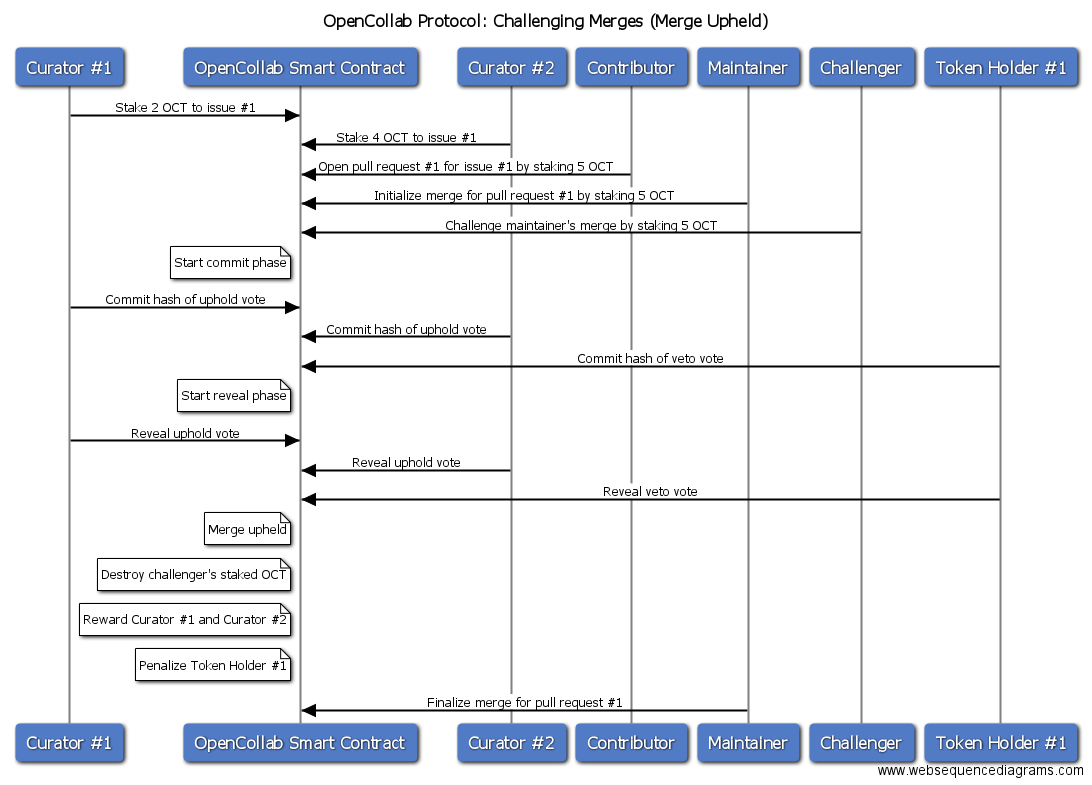 OpenCollab Protocol: Challenging Merges (Merge Upheld)
Curator #1
OpenCollab Smart Contract
Curator #2
Contributor
Maintainer
Challenger
Token Holder #1
Stake 2 OCT to issue #1
Stake 4 OCT to issue #1
Open pull request #1 for issue #1 by staking 5 OCT
Initialize merge for pull request #1 by staking 5 OCT
Challenge maintainer's merge by staking 5 OCT
Start commit phase
Commit hash of uphold vote
Commit hash of uphold vote
Commit hash of veto vote
Start reveal phase
Reveal uphold vote
Reveal uphold vote
Reveal veto vote
Merge upheld
Destroy challenger's staked OCT
Reward Curator #1 and Curator #2
Penalize Token Holder #1
Finalize merge for pull request #1
Curator #1
OpenCollab Smart Contract
Curator #2
Contributor
Maintainer
Challenger
Token Holder #1
www.websequencediagrams.com